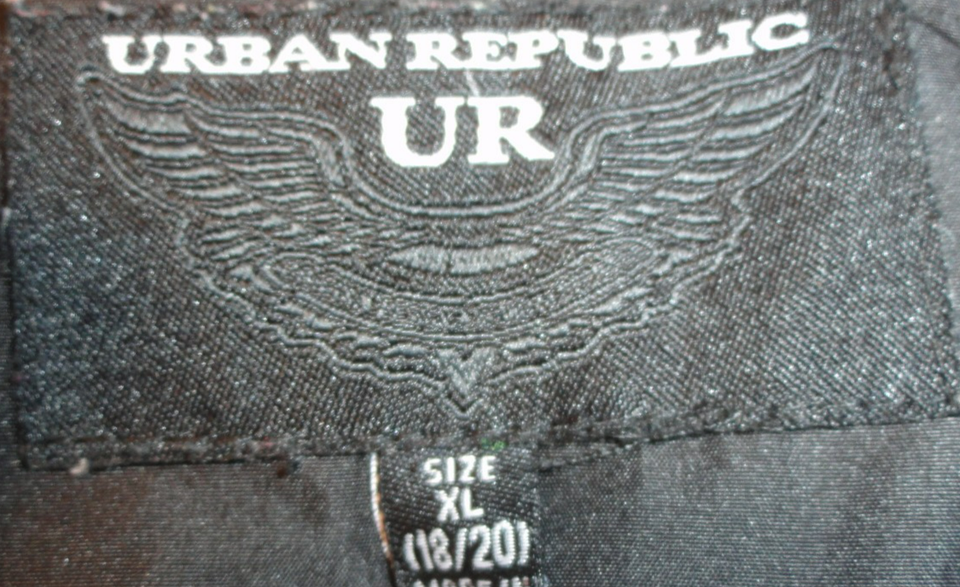 URBAN REPUBLIC
UR
SIZE
XL
(18/20)